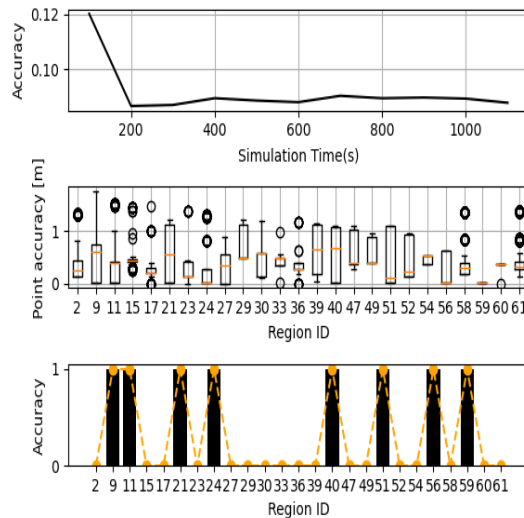 0.12
0.10
Accuracy
200 400 600 800 1000
Simulation Time(s)
1
0
Point accuracy [m]
2 9 11 15 17 21 23 24 27 29 30 33 36 39 40 47 49 51 52 54 56 58 59 60 61
Region ID
1
0
Accuracy
2 9 11 15 17 21 23 24 27 29 30 33 36 39 40 47 49 51 52 54 56 58 59 60 61
Region ID